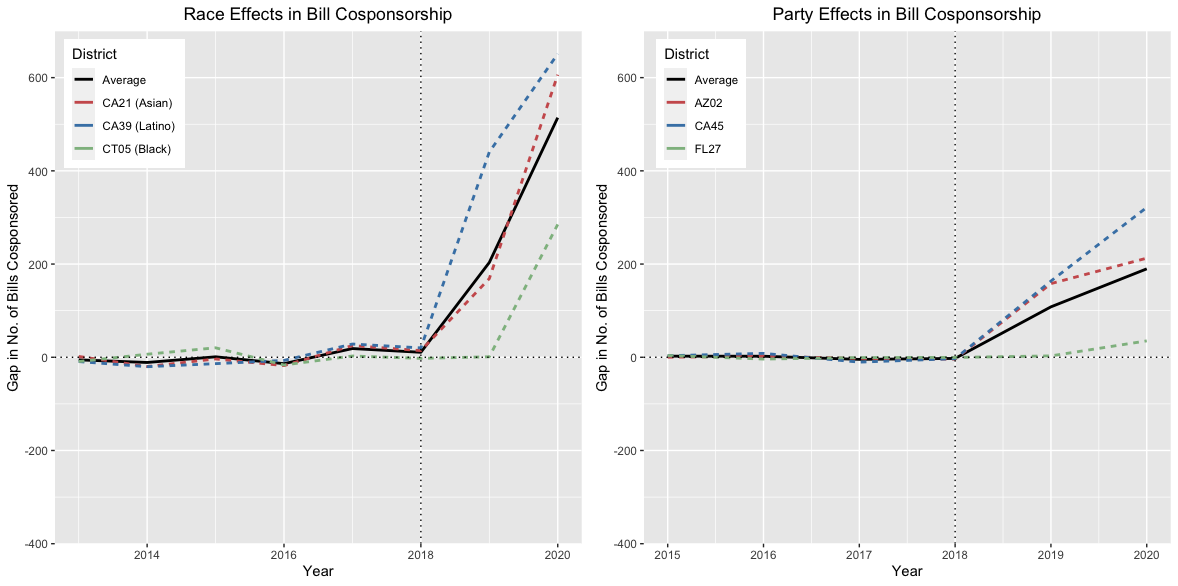 Race Effects in Bill Cosponsorship
Gap in No. of Bills Cosponsored
600
400
200
0
-200
-400
District
Average
CA21 (Asian)
CA39 (Latino)
CT05 (Black)
2014
2016
2018
2020
Year
Party Effects in Bill Cosponsorship
Gap in No. of Bills Cosponsored
600
400
200
0
-200
-400
District
Average
AZ02
CA45
FL27
2015
2016
2017
2018
2019
2020
Year